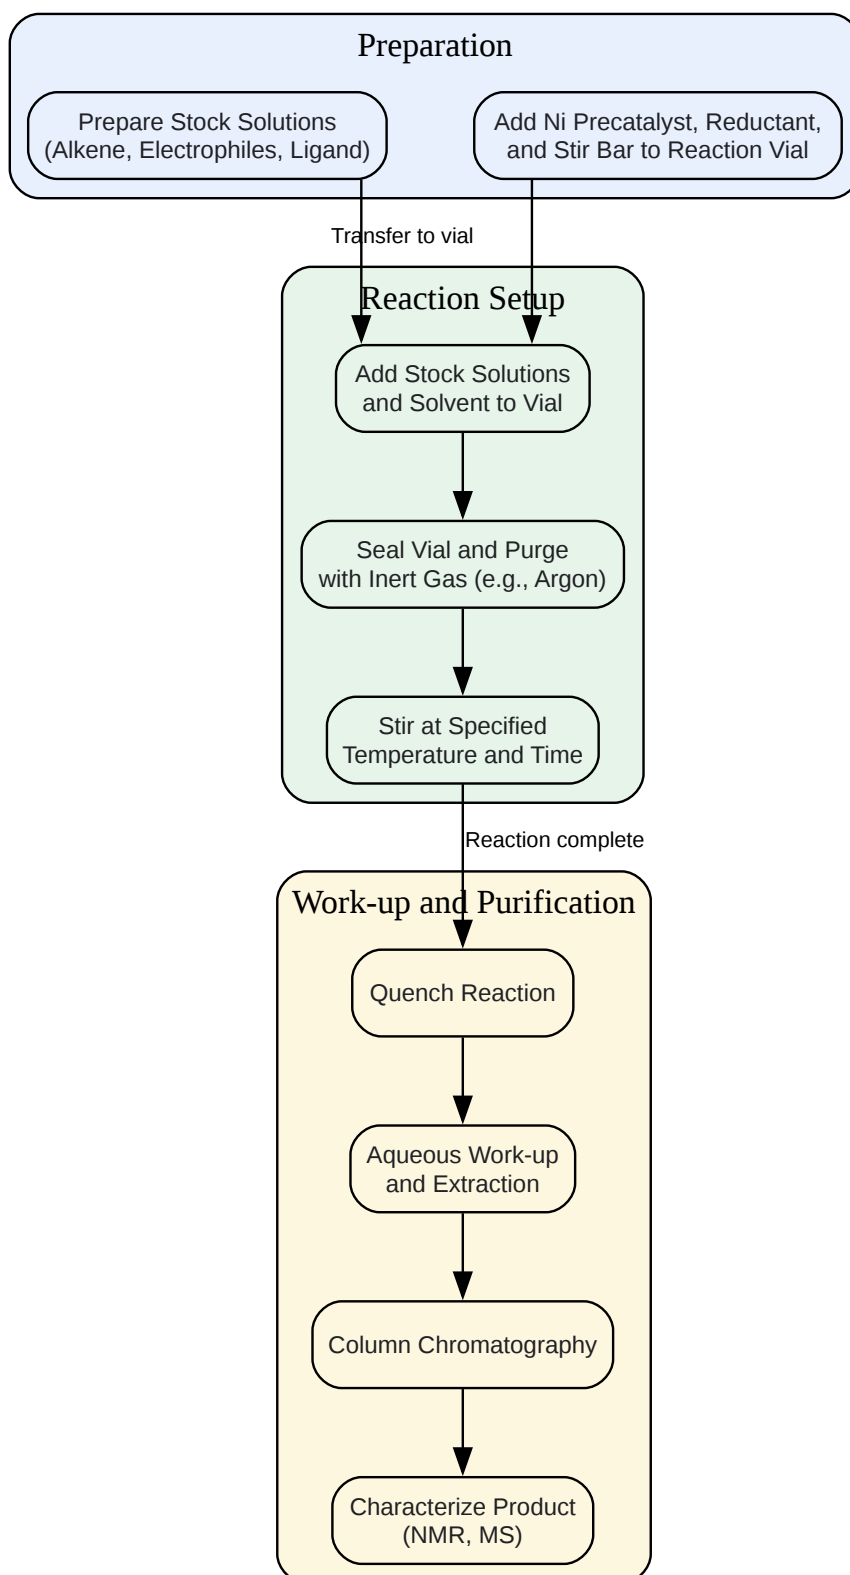 Preparation
Prepare Stock Solutions
(Alkene, Electrophiles, Ligand)
Add Ni Precatalyst, Reductant,
and Stir Bar to Reaction Vial
Transfer to vial
Reaction Setup
Add Stock Solutions
and Solvent to Vial
Seal Vial and Purge
with Inert Gas (e.g., Argon)
Stir at Specified
Temperature and Time
Reaction complete
Work-up and Purification
Quench Reaction
Aqueous Work-up
and Extraction
Column Chromatography
Characterize Product
(NMR, MS)